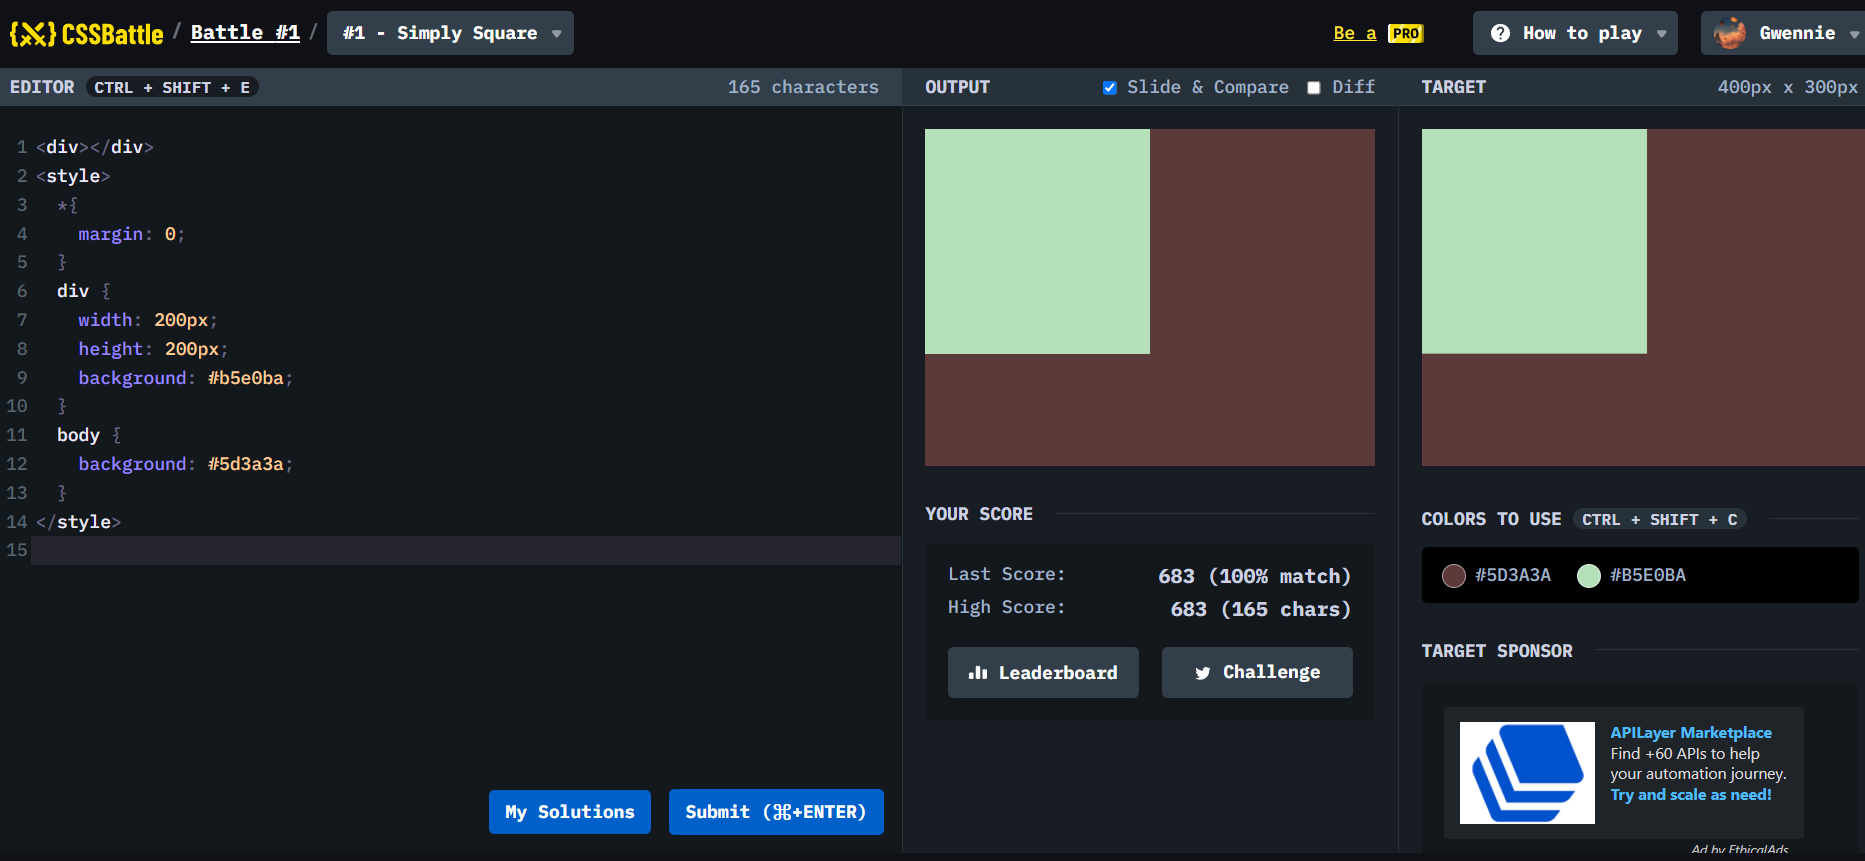 {X} CSSBattle / Battle #1 / #1 - Simply Square
Be a PRO
How to play
Gwennie
EDITOR CTRL + SHIFT + E 165 characters
1 <div></div>
2 <style>
3 *{
4 margin: 0;
5 }
6 div {
7 width: 200px;
8 height: 200px;
9 background: #b5e0ba;
10 }
11 body {
12 background: #5d3a3a;
13 }
14 </style>
15
My Solutions
Submit (⌘+ENTER)
OUTPUT Slide & Compare Diff
YOUR SCORE
Last Score: 683 (100% match)
High Score: 683 (165 chars)
Leaderboard
Challenge
TARGET 400px x 300px
COLORS TO USE CTRL + SHIFT + C
#5D3A3A #B5E0BA
TARGET SPONSOR
APILayer Marketplace
Find +60 APIs to help
your automation journey.
Try and scale as need!
Ad by EthicalAds